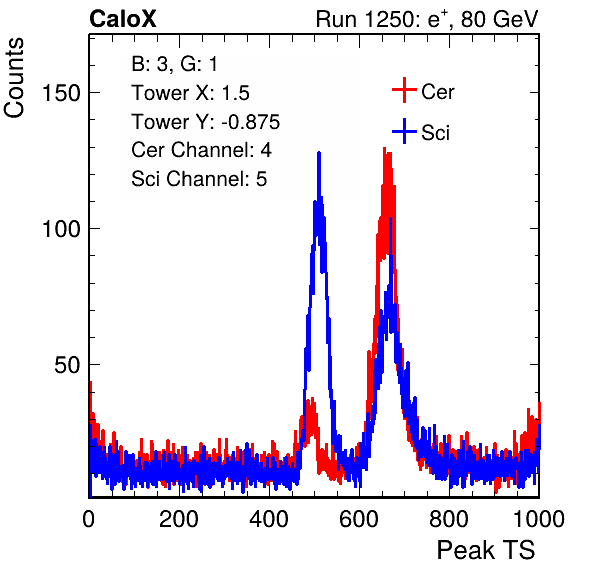 CaloX Run 1250: e⁺, 80 GeV
Counts
B: 3, G: 1
Tower X: 1.5
Tower Y: -0.875
Cer Channel: 4
Sci Channel: 5
Cer
Sci
150
100
50
0 200 400 600 800 1000
Peak TS